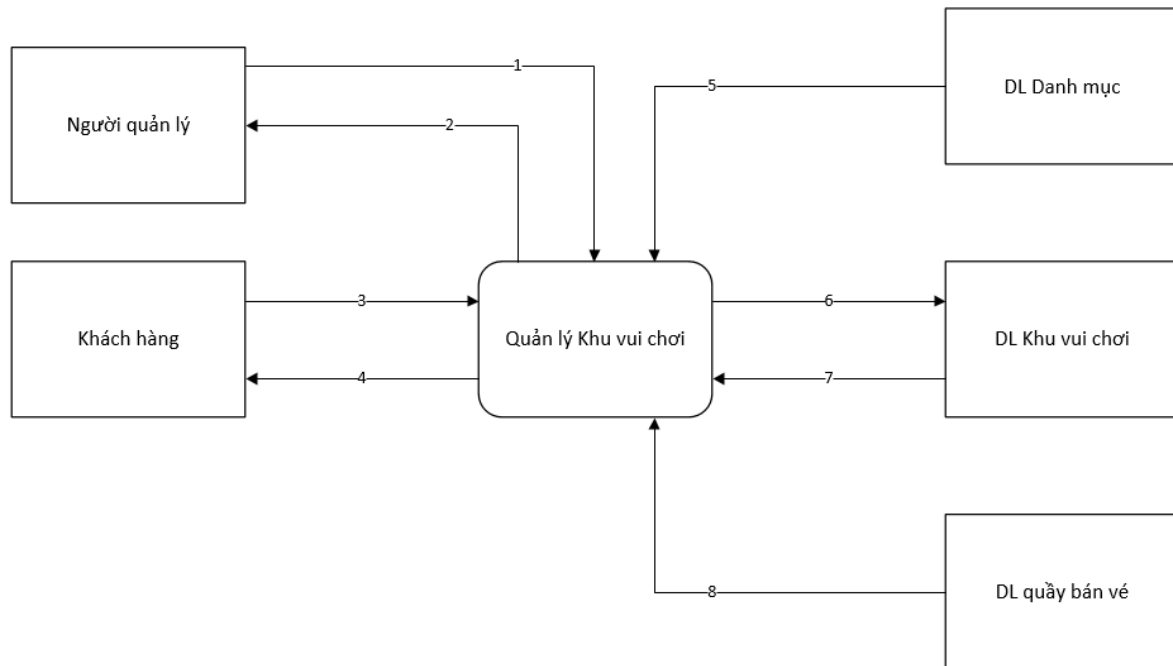 1
5
DL Danh mục
Người quản lý
2
3
6
Khách hàng
Quản lý Khu vui chơi
DL Khu vui chơi
4
7
8
DL quầy bán vé